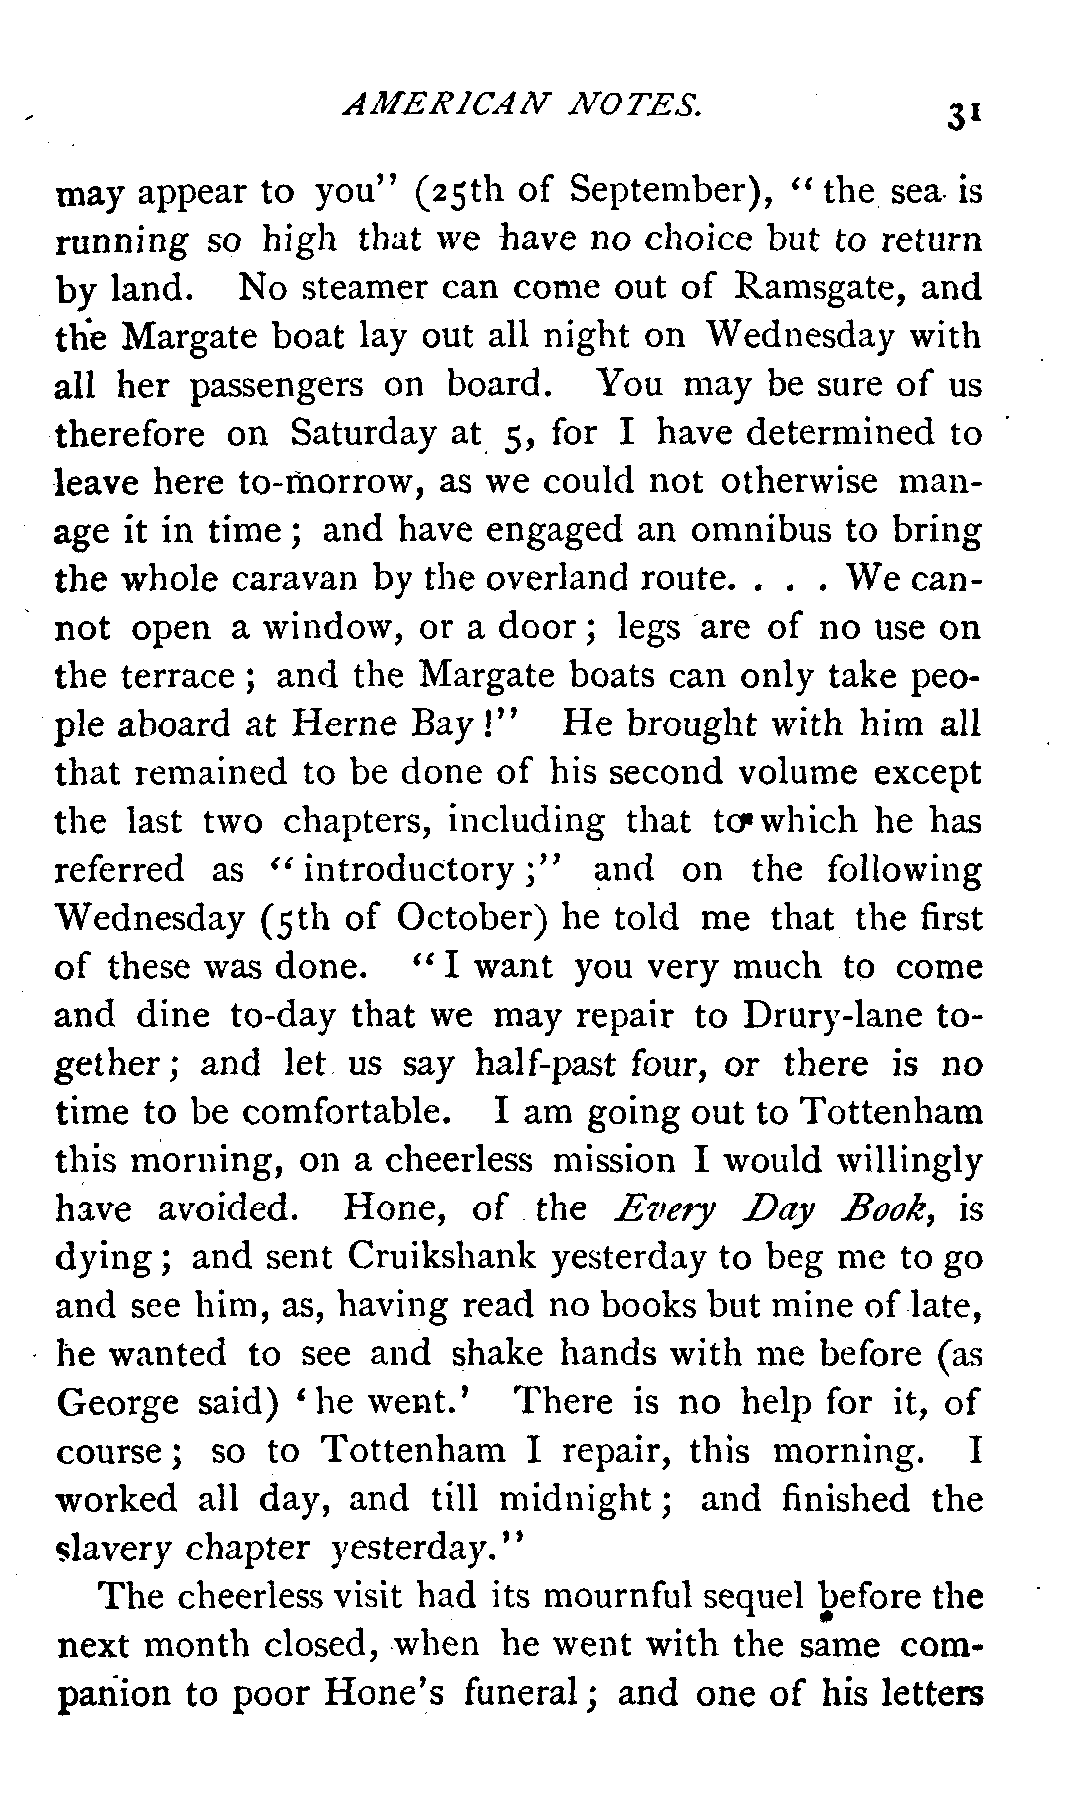 AMERICAN NOTES. 31
may appear to you" (25th of September), "the sea is
running so high that we have no choice but to return
by land. No steamer can come out of Ramsgate, and
the Margate boat lay out all night on Wednesday with
all her passengers on board. You may be sure of us
therefore on Saturday at 5, for I have determined to
leave here to-morrow, as we could not otherwise man-
age it in time; and have engaged an omnibus to bring
the whole caravan by the overland route. . . . We can-
not open a window, or a door; legs are of no use on
the terrace; and the Margate boats can only take peo-
ple aboard at Herne Bay!" He brought with him all
that remained to be done of his second volume except
the last two chapters, including that to which he has
referred as "introductory;" and on the following
Wednesday (5th of October) he told me that the first
of these was done. "I want you very much to come
and dine to-day that we may repair to Drury-lane to-
gether; and let us say half-past four, or there is no
time to be comfortable. I am going out to Tottenham
this morning, on a cheerless mission I would willingly
have avoided. Hone, of the Every Day Book, is
dying; and sent Cruikshank yesterday to beg me to go
and see him, as, having read no books but mine of late,
he wanted to see and shake hands with me before (as
George said) 'he went.' There is no help for it, of
course; so to Tottenham I repair, this morning. I
worked all day, and till midnight; and finished the
slavery chapter yesterday."
The cheerless visit had its mournful sequel before the
next month closed, when he went with the same com-
panion to poor Hone's funeral; and one of his letters